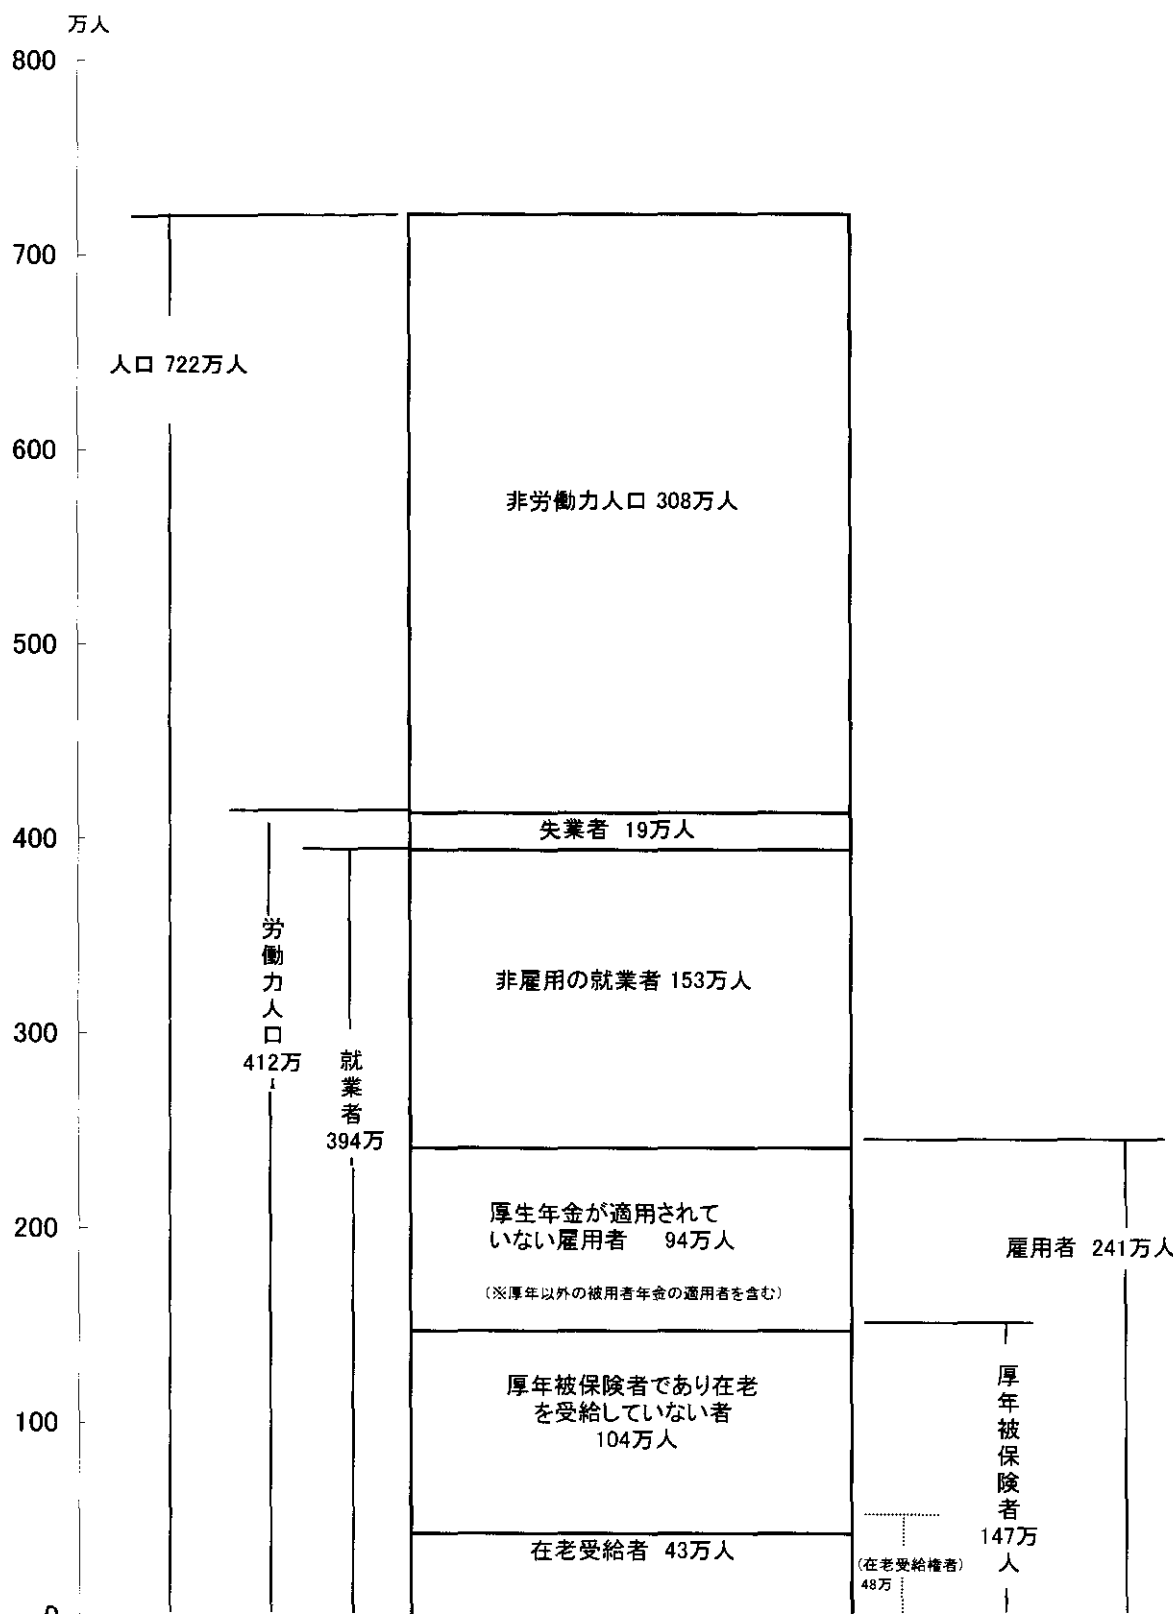 万人
800
700
人口 722万人
600
非労働力人口 308万人
500
400
失業者 19万人
労働力人口
412万
非雇用の就業者 153万人
300
就業者
394万
厚生年金が適用されて
いない雇用者 94万人
(※厚年以外の被用者年金の適用者を含む)
200
雇用者 241万人
厚年被保険者であり在老
を受給していない者
104万人
100
厚年被保険者
147万
人
在老受給者 43万人
(在老受給権者)
48万
0